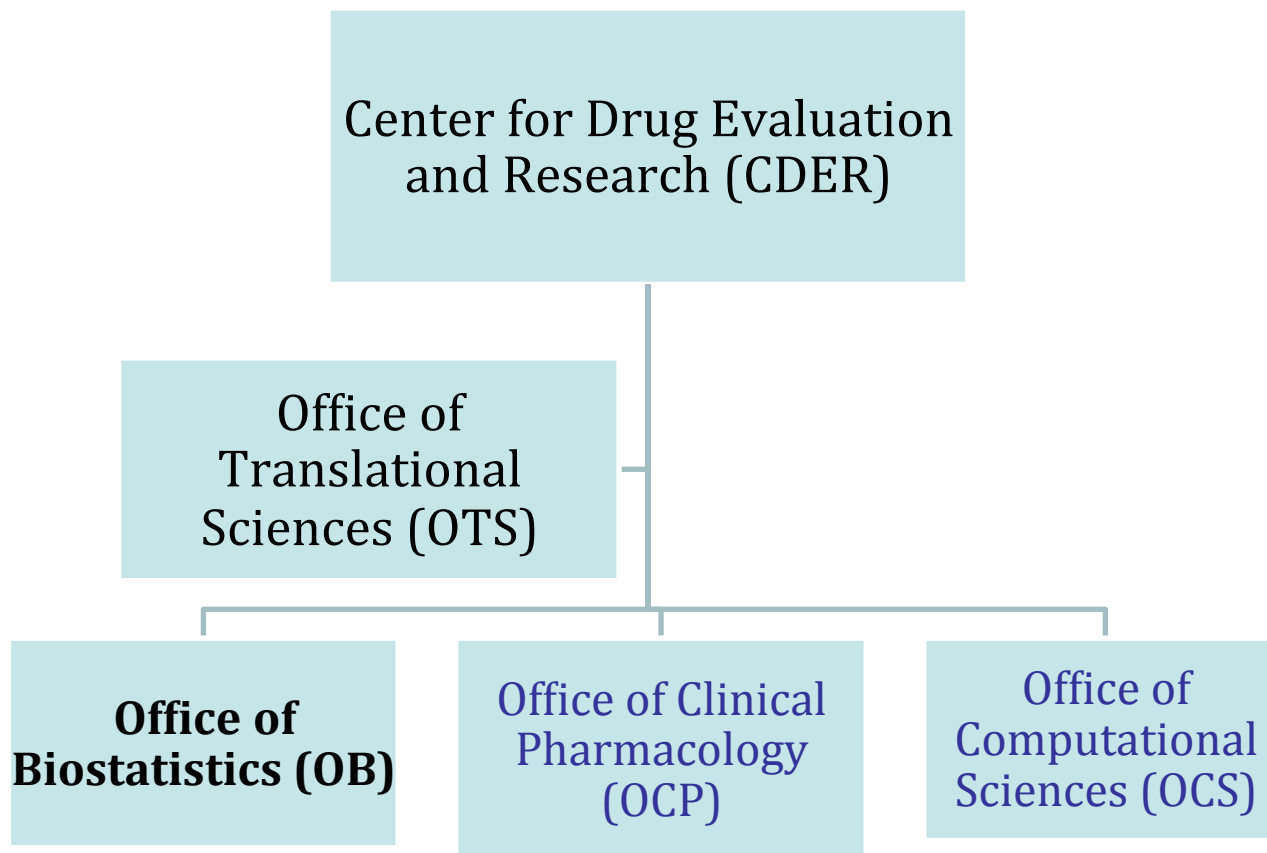 Center for Drug Evaluation
and Research (CDER)
Office of
Translational
Sciences (OTS)
Office of
Biostatistics (OB)
Office of Clinical
Pharmacology
(OCP)
Office of
Computational
Sciences (OCS)